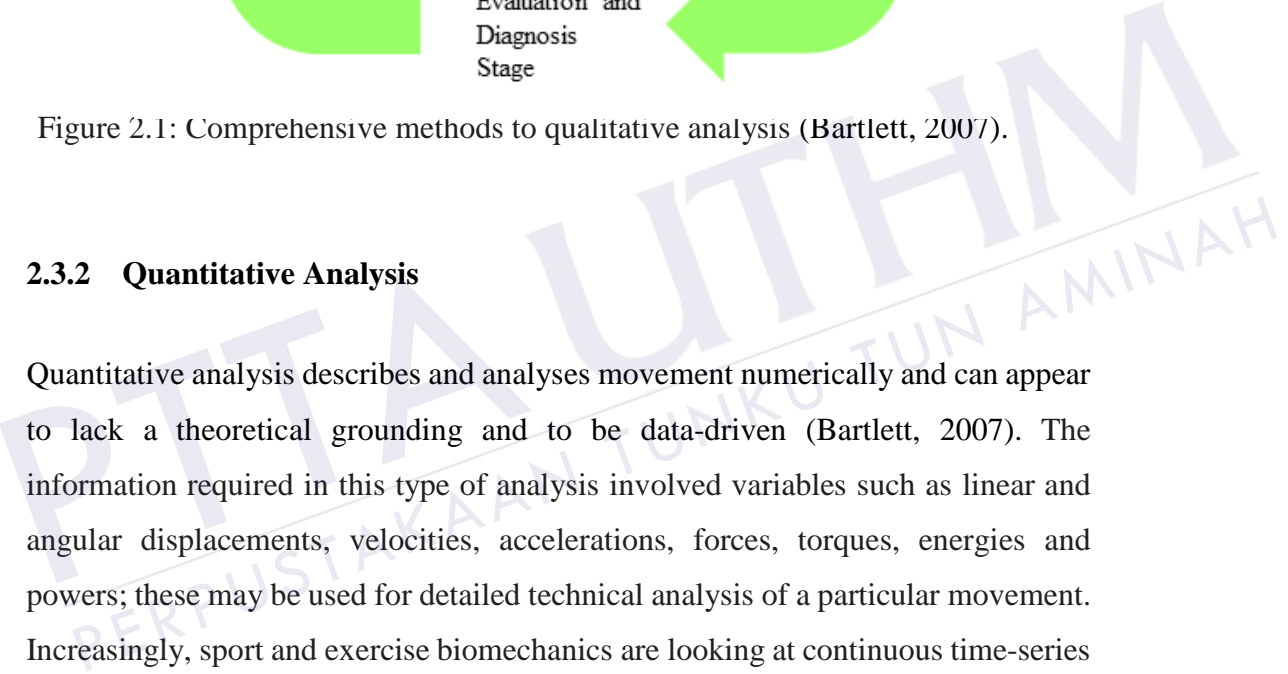 Evaluation and
Diagnosis
Stage
Figure 2.1: Comprehensive methods to qualitative analysis (Bartlett, 2007).
2.3.2 Quantitative Analysis
Quantitative analysis describes and analyses movement numerically and can appear
to lack a theoretical grounding and to be data-driven (Bartlett, 2007). The
information required in this type of analysis involved variables such as linear and
angular displacements, velocities, accelerations, forces, torques, energies and
powers; these may be used for detailed technical analysis of a particular movement.
Increasingly, sport and exercise biomechanics are looking at continuous time-series
PTTA UTHM
PERPUSTAKAAN TUNKU TUN AMINAH